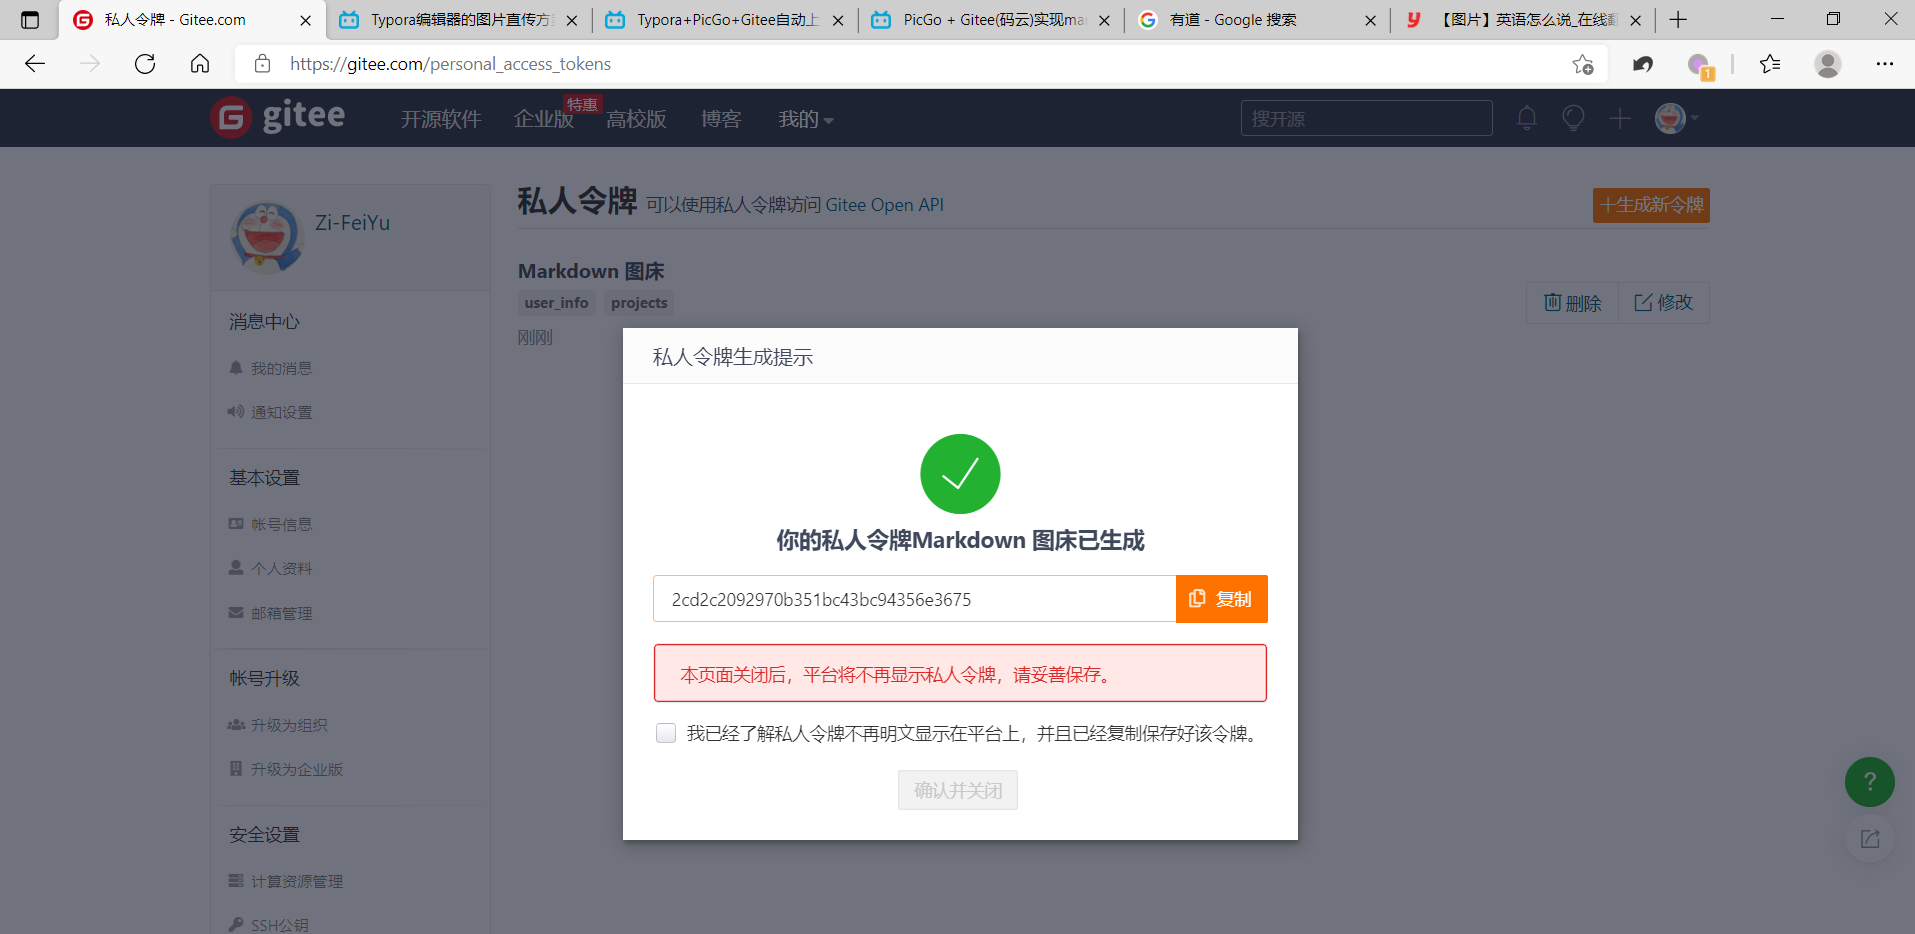 私人令牌 - Gitee.com
Typora编辑器的图片直传方
Typora+PicGo+Gitee自动上
PicGo + Gitee(码云)实现ma
有道 - Google 搜索
【图片】英语怎么说_在线翻
https://gitee.com/personal_access_tokens
1
gitee
开源软件
企业版
特惠
高校版
博客
我的
搜开源
Zi-FeiYu
消息中心
我的消息
通知设置
基本设置
帐号信息
个人资料
邮箱管理
帐号升级
升级为组织
升级为企业版
安全设置
计算资源管理
SSH公钥
私人令牌 可以使用私人令牌访问 Gitee Open API
+生成新令牌
Markdown 图床
user_info projects
刚刚
删除
修改
私人令牌生成提示
你的私人令牌Markdown 图床已生成
2cd2c2092970b351bc43bc94356e3675
复制
本页面关闭后，平台将不再显示私人令牌，请妥善保存。
我已经了解私人令牌不再明文显示在平台上，并且已经复制保存好该令牌。
确认并关闭
?